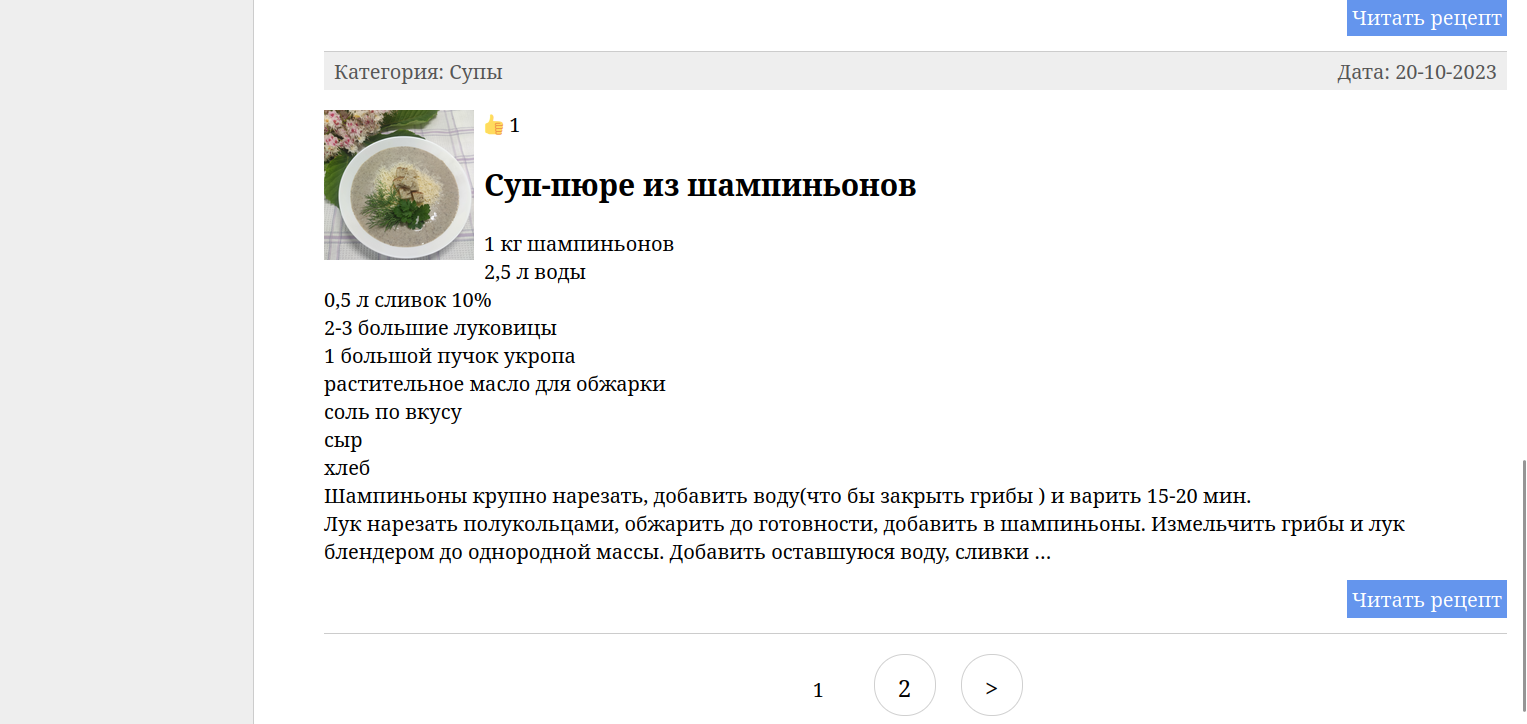 Читать рецепт
Категория: Супы
Дата: 20-10-2023
👍 1
Суп-пюре из шампиньонов
1 кг шампиньонов
2,5 л воды
0,5 л сливок 10%
2-3 большие луковицы
1 большой пучок укропа
растительное масло для обжарки
соль по вкусу
сыр
хлеб
Шампиньоны крупно нарезать, добавить воду(что бы закрыть грибы ) и варить 15-20 мин.
Лук нарезать полукольцами, обжарить до готовности, добавить в шампиньоны. Измельчить грибы и лук
блендером до однородной массы. Добавить оставшуюся воду, сливки ...
Читать рецепт
1 2 >